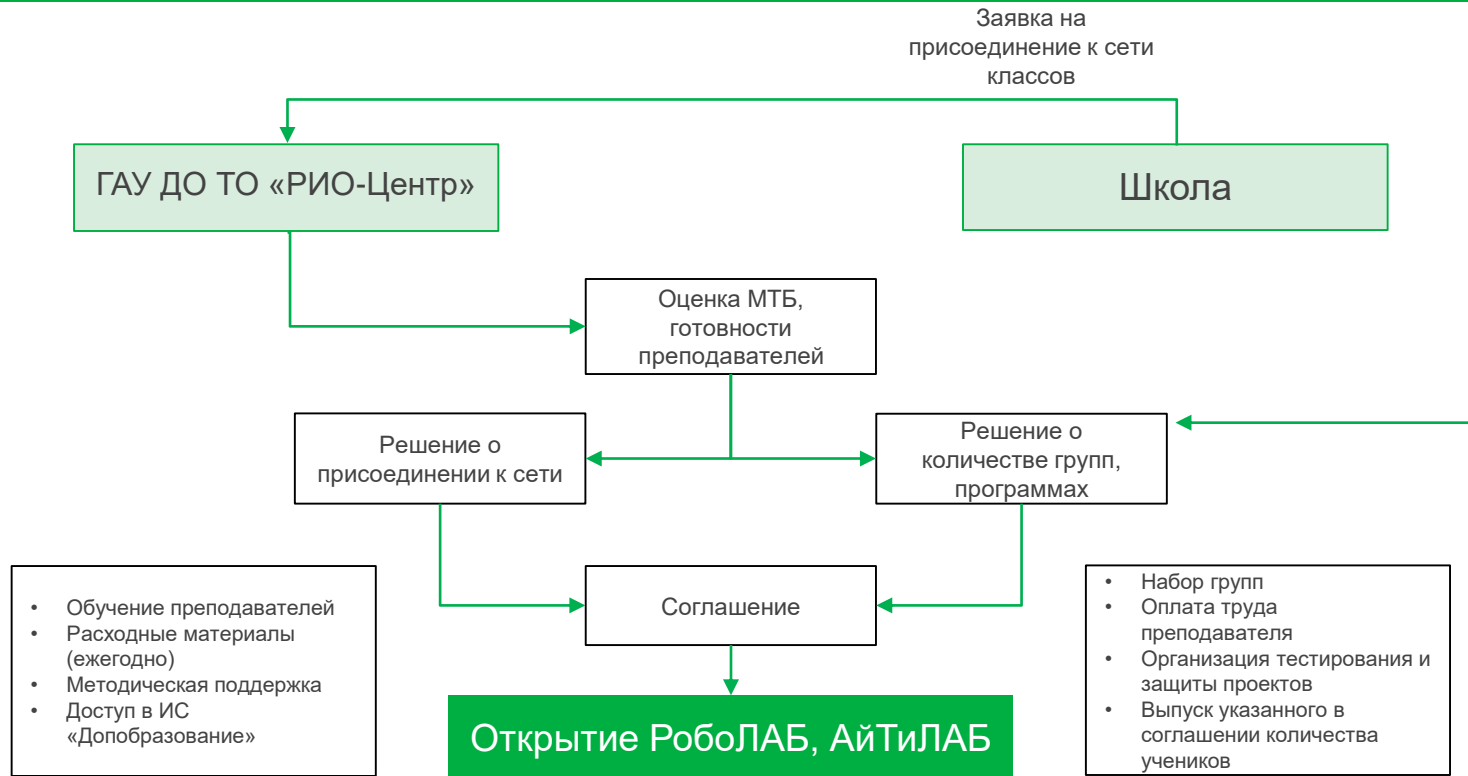 Заявка на
присоединение к сети
классов
ГАУ ДО ТО «РИО-Центр»
Школа
Оценка МТБ,
готовности
преподавателей
Решение о
присоединении к сети
Решение о
количестве групп,
программах
• Обучение преподавателей
• Расходные материалы
(ежегодно)
• Методическая поддержка
• Доступ в ИС
«Допобразование»
Соглашение
• Набор групп
• Оплата труда
преподавателя
• Организация тестирования и
защиты проектов
• Выпуск указанного в
соглашении количества
учеников
Открытие РобоЛАБ, АйТиЛАБ